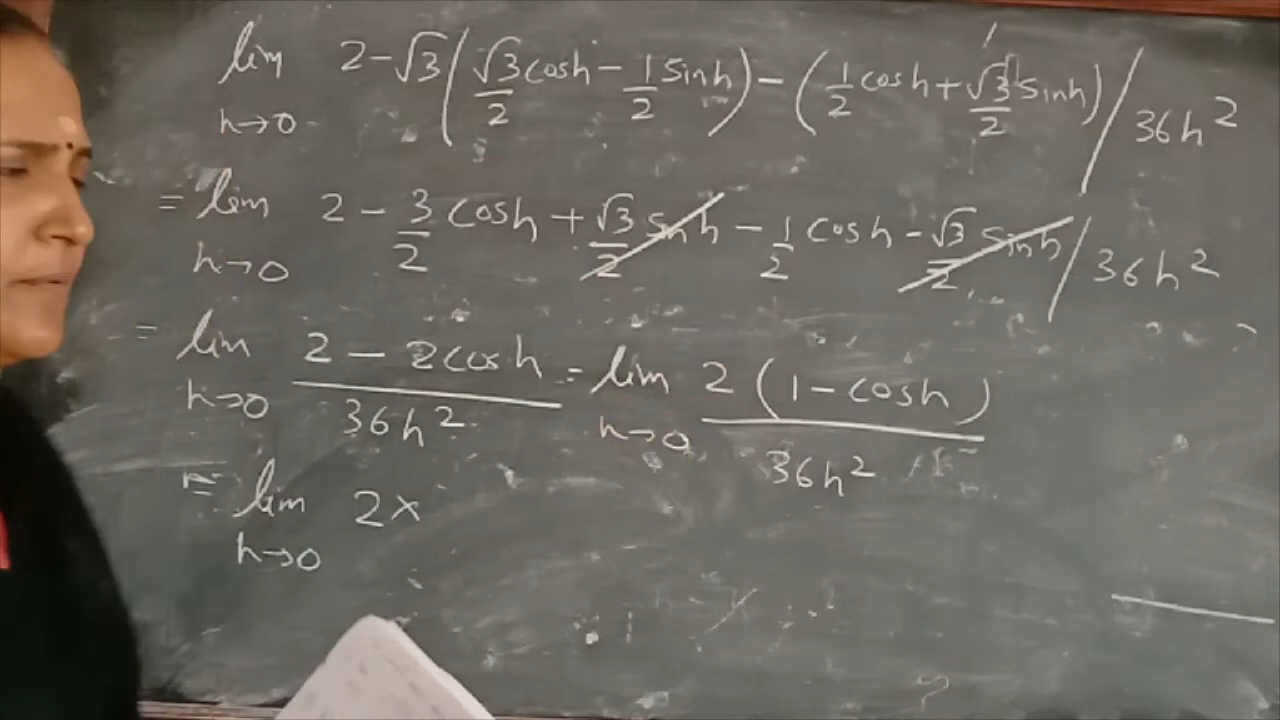 lim h→0 2 - √3 (√3/2 cosh - 1/2 sinh) - (1/2 cosh + √3/2 sinh) / 36h²
= lim h→0 2 - 3/2 cosh + √3/2 sinh - 1/2 cosh - √3/2 sinh / 36h²
= lim h→0 2 - 2cosh / 36h² = lim h→0 2 (1 - cosh) / 36h²
= lim h→0 2×